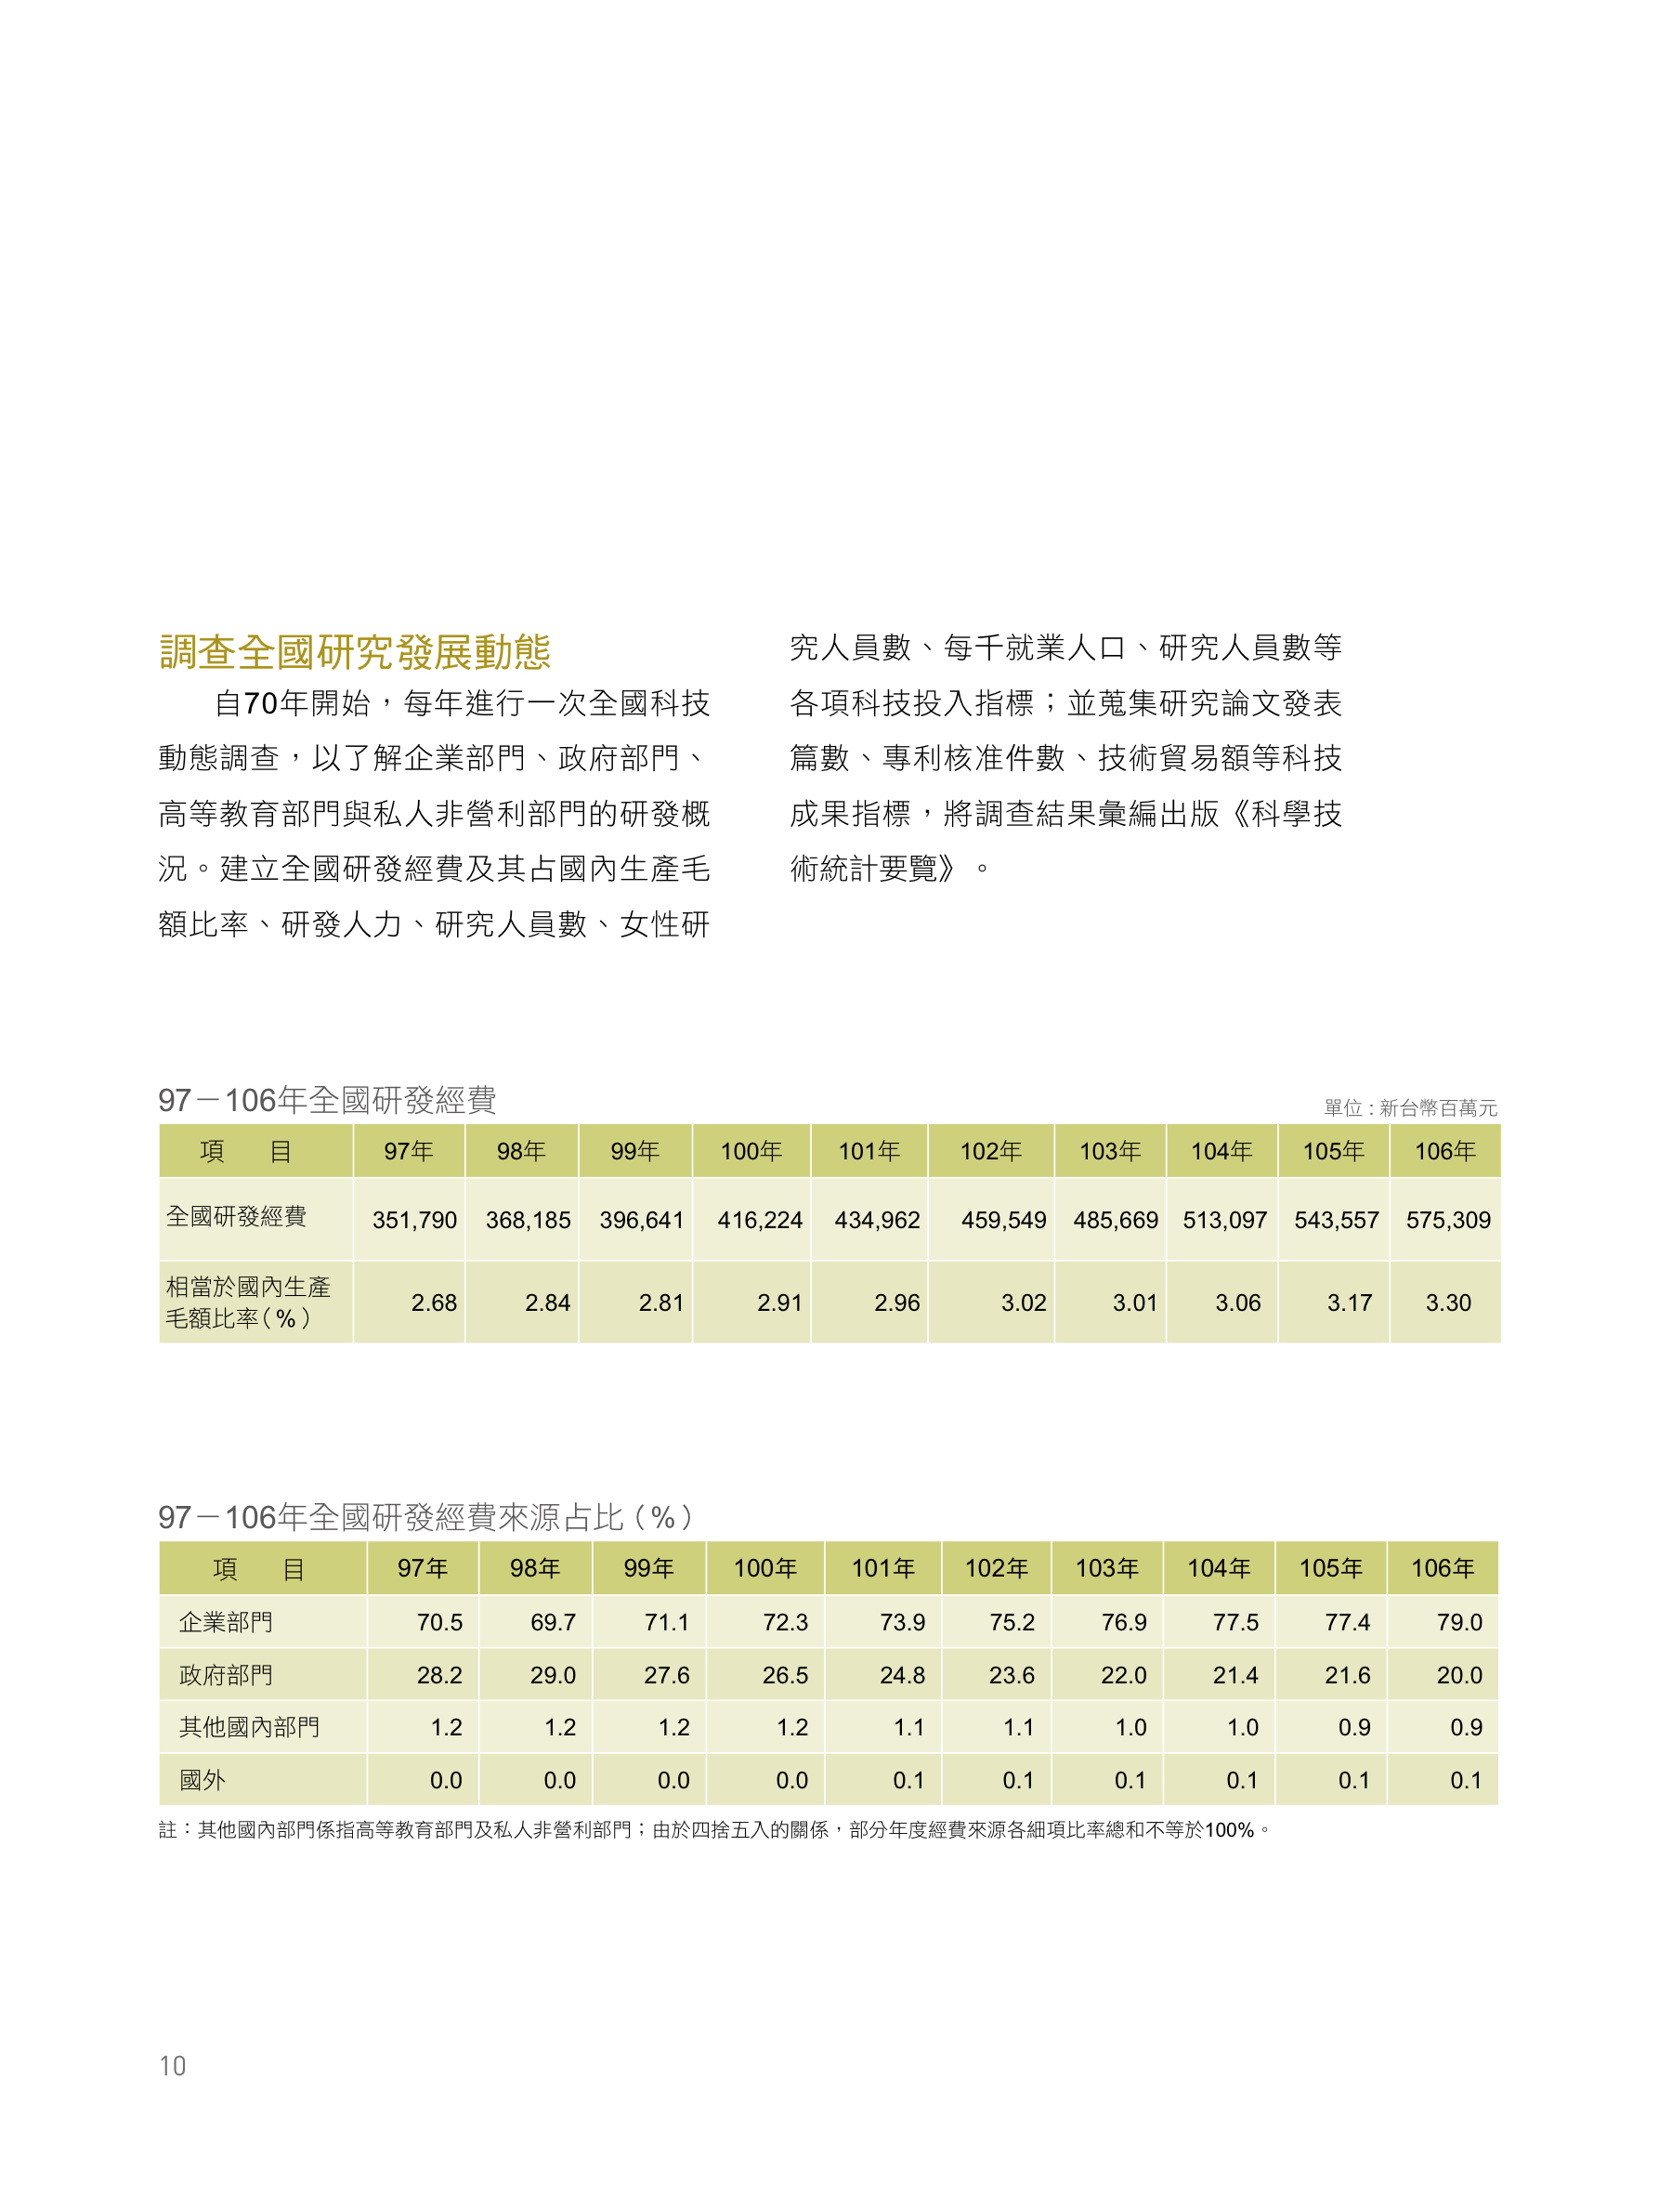 調查全國研究發展動態
自70年開始，每年進行一次全國科技
動態調查，以了解企業部門、政府部門、
高等教育部門與私人非營利部門的研發概
況。建立全國研發經費及其占國內生產毛
額比率、研發人力、研究人員數、女性研
究人員數、每千就業人口、研究人員數等
各項科技投入指標；並蒐集研究論文發表
篇數、專利核准件數、技術貿易額等科技
成果指標，將調查結果彙編出版《科學技
術統計要覽》。
97－106年全國研發經費
單位：新台幣百萬元
項 目 97年 98年 99年 100年 101年 102年 103年 104年 105年 106年
全國研發經費 351,790 368,185 396,641 416,224 434,962 459,549 485,669 513,097 543,557 575,309
相當於國內生產
毛額比率（%） 2.68 2.84 2.81 2.91 2.96 3.02 3.01 3.06 3.17 3.30
97－106年全國研發經費來源占比（%）
項 目 97年 98年 99年 100年 101年 102年 103年 104年 105年 106年
企業部門 70.5 69.7 71.1 72.3 73.9 75.2 76.9 77.5 77.4 79.0
政府部門 28.2 29.0 27.6 26.5 24.8 23.6 22.0 21.4 21.6 20.0
其他國內部門 1.2 1.2 1.2 1.2 1.1 1.1 1.0 1.0 0.9 0.9
國外 0.0 0.0 0.0 0.0 0.1 0.1 0.1 0.1 0.1 0.1
註：其他國內部門係指高等教育部門及私人非營利部門；由於四捨五入的關係，部分年度經費來源各細項比率總和不等於100%。
10